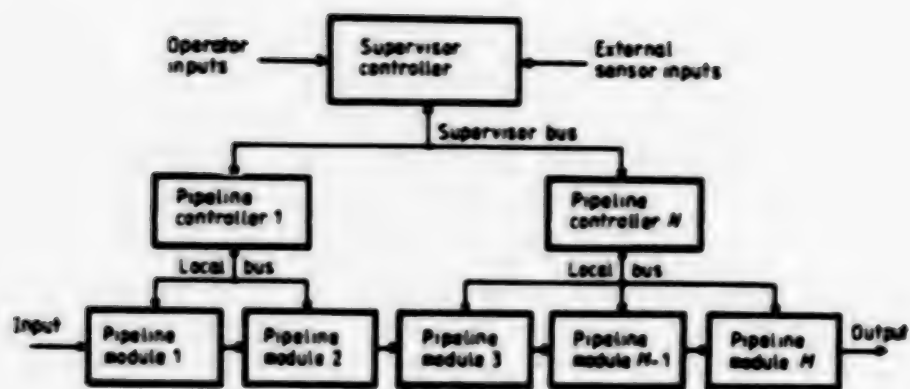 Operator
inputs
Supervisor
controller
External
sensor inputs
Supervisor bus
Pipeline
controller 1
Pipeline
controller N
Local bus
Local bus
Input
Pipeline
module 1
Pipeline
module 2
Pipeline
module 3
Pipeline
module M-1
Pipeline
module M
Output